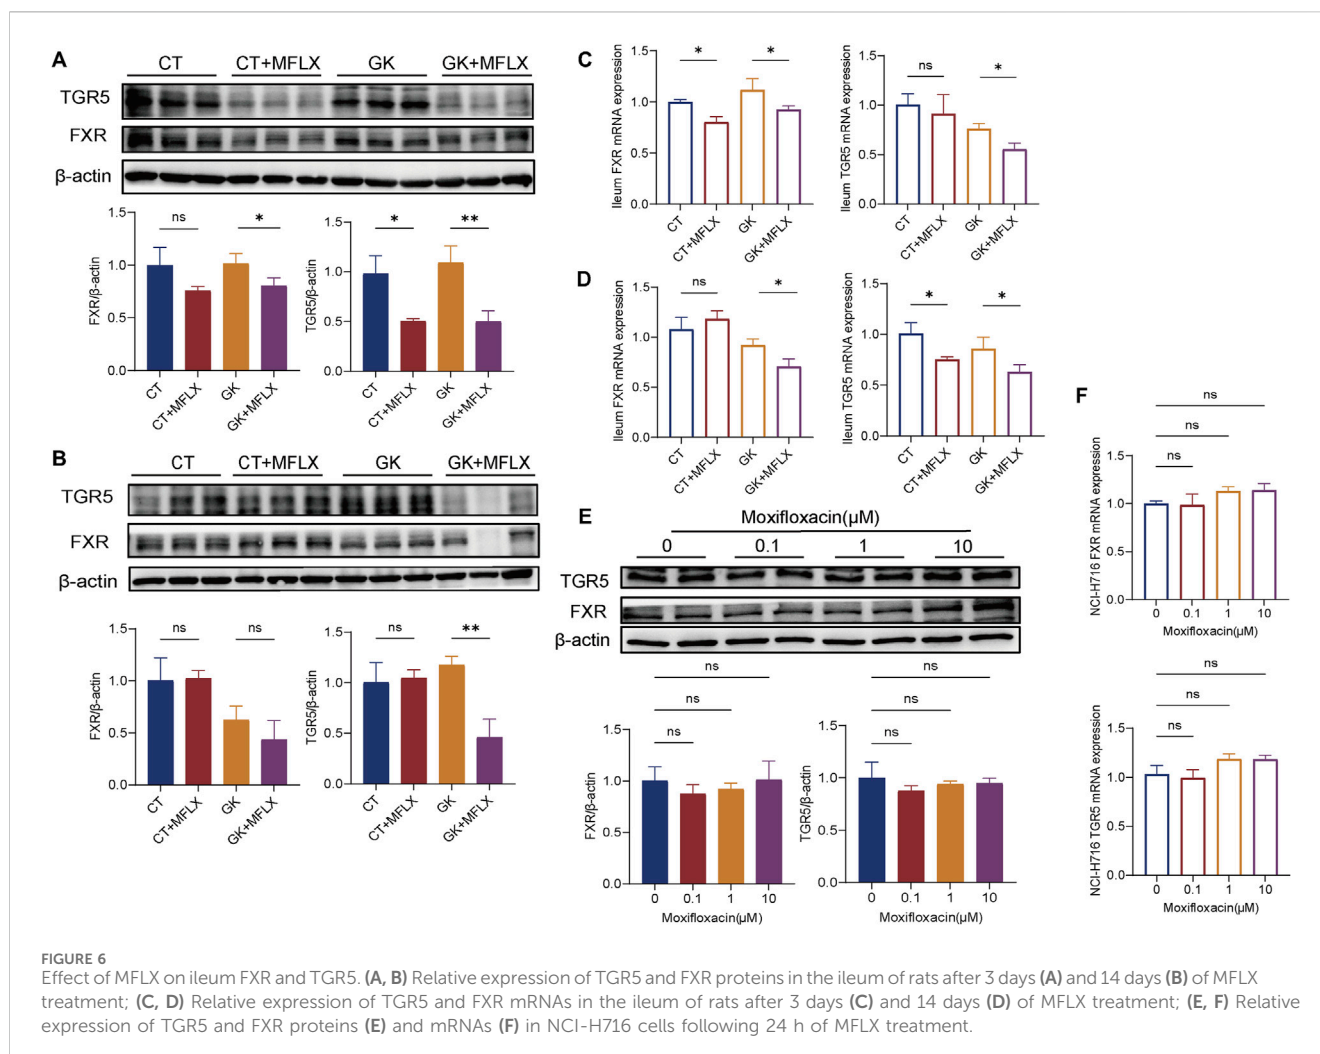 A
CT CT+MFLX GK GK+MFLX
TGR5
FXR
β-actin
FXR/β-actin
1.5
1.0
0.5
0.0
ns
*
CT
CT+MFLX
GK
GK+MFLX
TGR5/β-actin
1.5
1.0
0.5
0.0
*
**
CT
CT+MFLX
GK
GK+MFLX
B
CT CT+MFLX GK GK+MFLX
TGR5
FXR
β-actin
FXR/β-actin
1.5
1.0
0.5
0.0
ns
ns
CT
CT+MFLX
GK
GK+MFLX
TGR5/β-actin
1.5
1.0
0.5
0.0
ns
**
CT
CT+MFLX
GK
GK+MFLX
C
Ileum FXR mRNA expression
1.5
1.0
0.5
0.0
*
*
CT
CT+MFLX
GK
GK+MFLX
Ileum TGR5 mRNA expression
1.5
1.0
0.5
0.0
ns
*
CT
CT+MFLX
GK
GK+MFLX
D
Ileum FXR mRNA expression
1.5
1.0
0.5
0.0
ns
*
CT
CT+MFLX
GK
GK+MFLX
Ileum TGR5 mRNA expression
1.5
1.0
0.5
0.0
*
*
CT
CT+MFLX
GK
GK+MFLX
E
Moxifloxacin(μM)
0 0.1 1 10
TGR5
FXR
β-actin
FXR/β-actin
1.5
1.0
0.5
0.0
ns
ns
ns
0 0.1 1 10
Moxifloxacin(μM)
TGR5/β-actin
1.5
1.0
0.5
0.0
ns
ns
ns
0 0.1 1 10
Moxifloxacin(μM)
F
NCI-H716 FXR mRNA expression
1.5
1.0
0.5
0.0
ns
ns
ns
0 0.1 1 10
Moxifloxacin(μM)
NCI-H716 TGR5 mRNA expression
1.5
1.0
0.5
0.0
ns
ns
ns
0 0.1 1 10
Moxifloxacin(μM)
FIGURE 6
Effect of MFLX on ileum FXR and TGR5. (A, B) Relative expression of TGR5 and FXR proteins in the ileum of rats after 3 days (A) and 14 days (B) of MFLX
treatment; (C, D) Relative expression of TGR5 and FXR mRNAs in the ileum of rats after 3 days (C) and 14 days (D) of MFLX treatment; (E, F) Relative
expression of TGR5 and FXR proteins (E) and mRNAs (F) in NCI-H716 cells following 24 h of MFLX treatment.